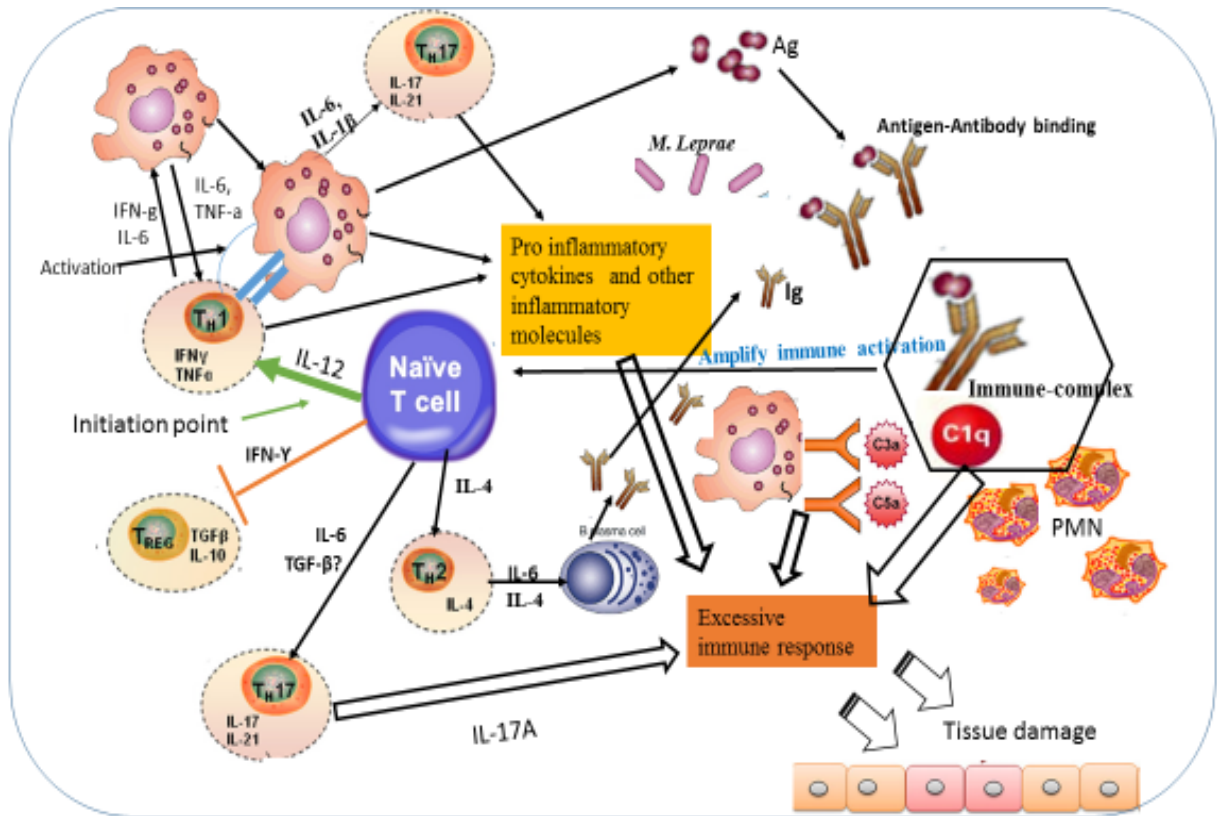 TH17
IL-17
IL-21
Ag
IL-6,
IL-1β
Antigen-Antibody binding
M. Leprae
IL-6,
TNF-a
IFN-g
IL-6
Activation
Pro inflammatory
cytokines and other
inflammatory
molecules
Ig
TH1
IFNγ
TNFα
IL-12
Naïve
T cell
Amplify immune activation
Immune-complex
C1q
Initiation point
IFN-Y
IL-4
C3a
C5a
PMN
TREG
TGFβ
IL-10
IL-6
TGF-β?
B plasma cell
TH2
IL-4
IL-6
IL-4
Excessive
immune response
TH17
IL-17
IL-21
IL-17A
Tissue damage